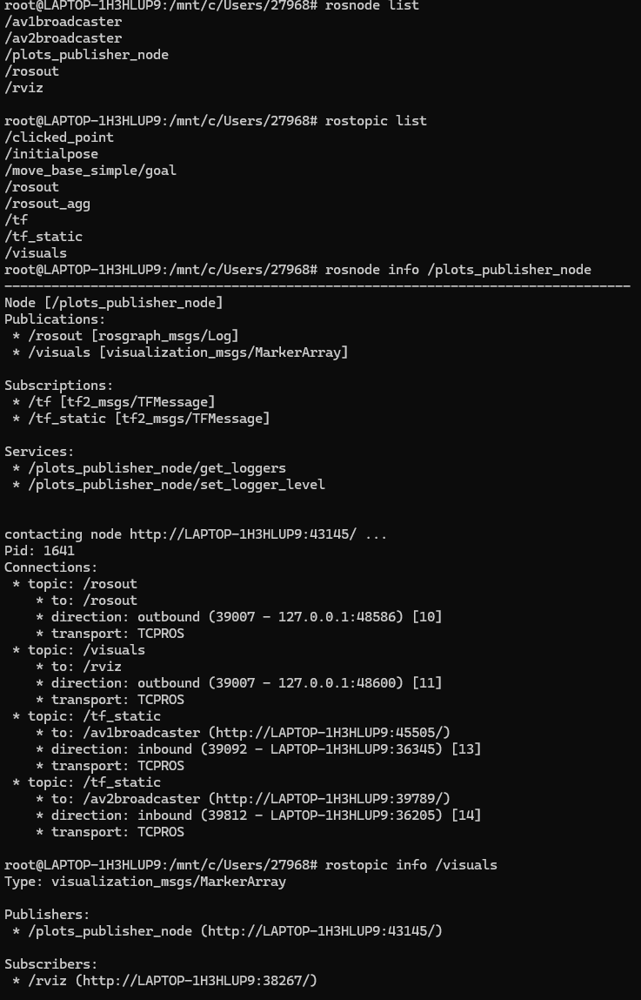 root@LAPTOP-1H3HLUP9:/mnt/c/Users/27968# rosnode list
/av1broadcaster
/av2broadcaster
/plots_publisher_node
/rosout
/rviz
root@LAPTOP-1H3HLUP9:/mnt/c/Users/27968# rostopic list
/clicked_point
/initialpose
/move_base_simple/goal
/rosout
/rosout_agg
/tf
/tf_static
/visuals
root@LAPTOP-1H3HLUP9:/mnt/c/Users/27968# rosnode info /plots_publisher_node
--------------------------------------------------------------------------------
Node [/plots_publisher_node]
Publications:
 * /rosout [rosgraph_msgs/Log]
 * /visuals [visualization_msgs/MarkerArray]
Subscriptions:
 * /tf [tf2_msgs/TFMessage]
 * /tf_static [tf2_msgs/TFMessage]
Services:
 * /plots_publisher_node/get_loggers
 * /plots_publisher_node/set_logger_level
contacting node http://LAPTOP-1H3HLUP9:43145/ ...
Pid: 1641
Connections:
 * topic: /rosout
    * to: /rosout
    * direction: outbound (39007 - 127.0.0.1:48586) [10]
    * transport: TCPROS
 * topic: /visuals
    * to: /rviz
    * direction: outbound (39007 - 127.0.0.1:48600) [11]
    * transport: TCPROS
 * topic: /tf_static
    * to: /av1broadcaster (http://LAPTOP-1H3HLUP9:45505/)
    * direction: inbound (39092 - LAPTOP-1H3HLUP9:36345) [13]
    * transport: TCPROS
 * topic: /tf_static
    * to: /av2broadcaster (http://LAPTOP-1H3HLUP9:39789/)
    * direction: inbound (39812 - LAPTOP-1H3HLUP9:36205) [14]
    * transport: TCPROS
root@LAPTOP-1H3HLUP9:/mnt/c/Users/27968# rostopic info /visuals
Type: visualization_msgs/MarkerArray
Publishers:
 * /plots_publisher_node (http://LAPTOP-1H3HLUP9:43145/)
Subscribers:
 * /rviz (http://LAPTOP-1H3HLUP9:38267/)